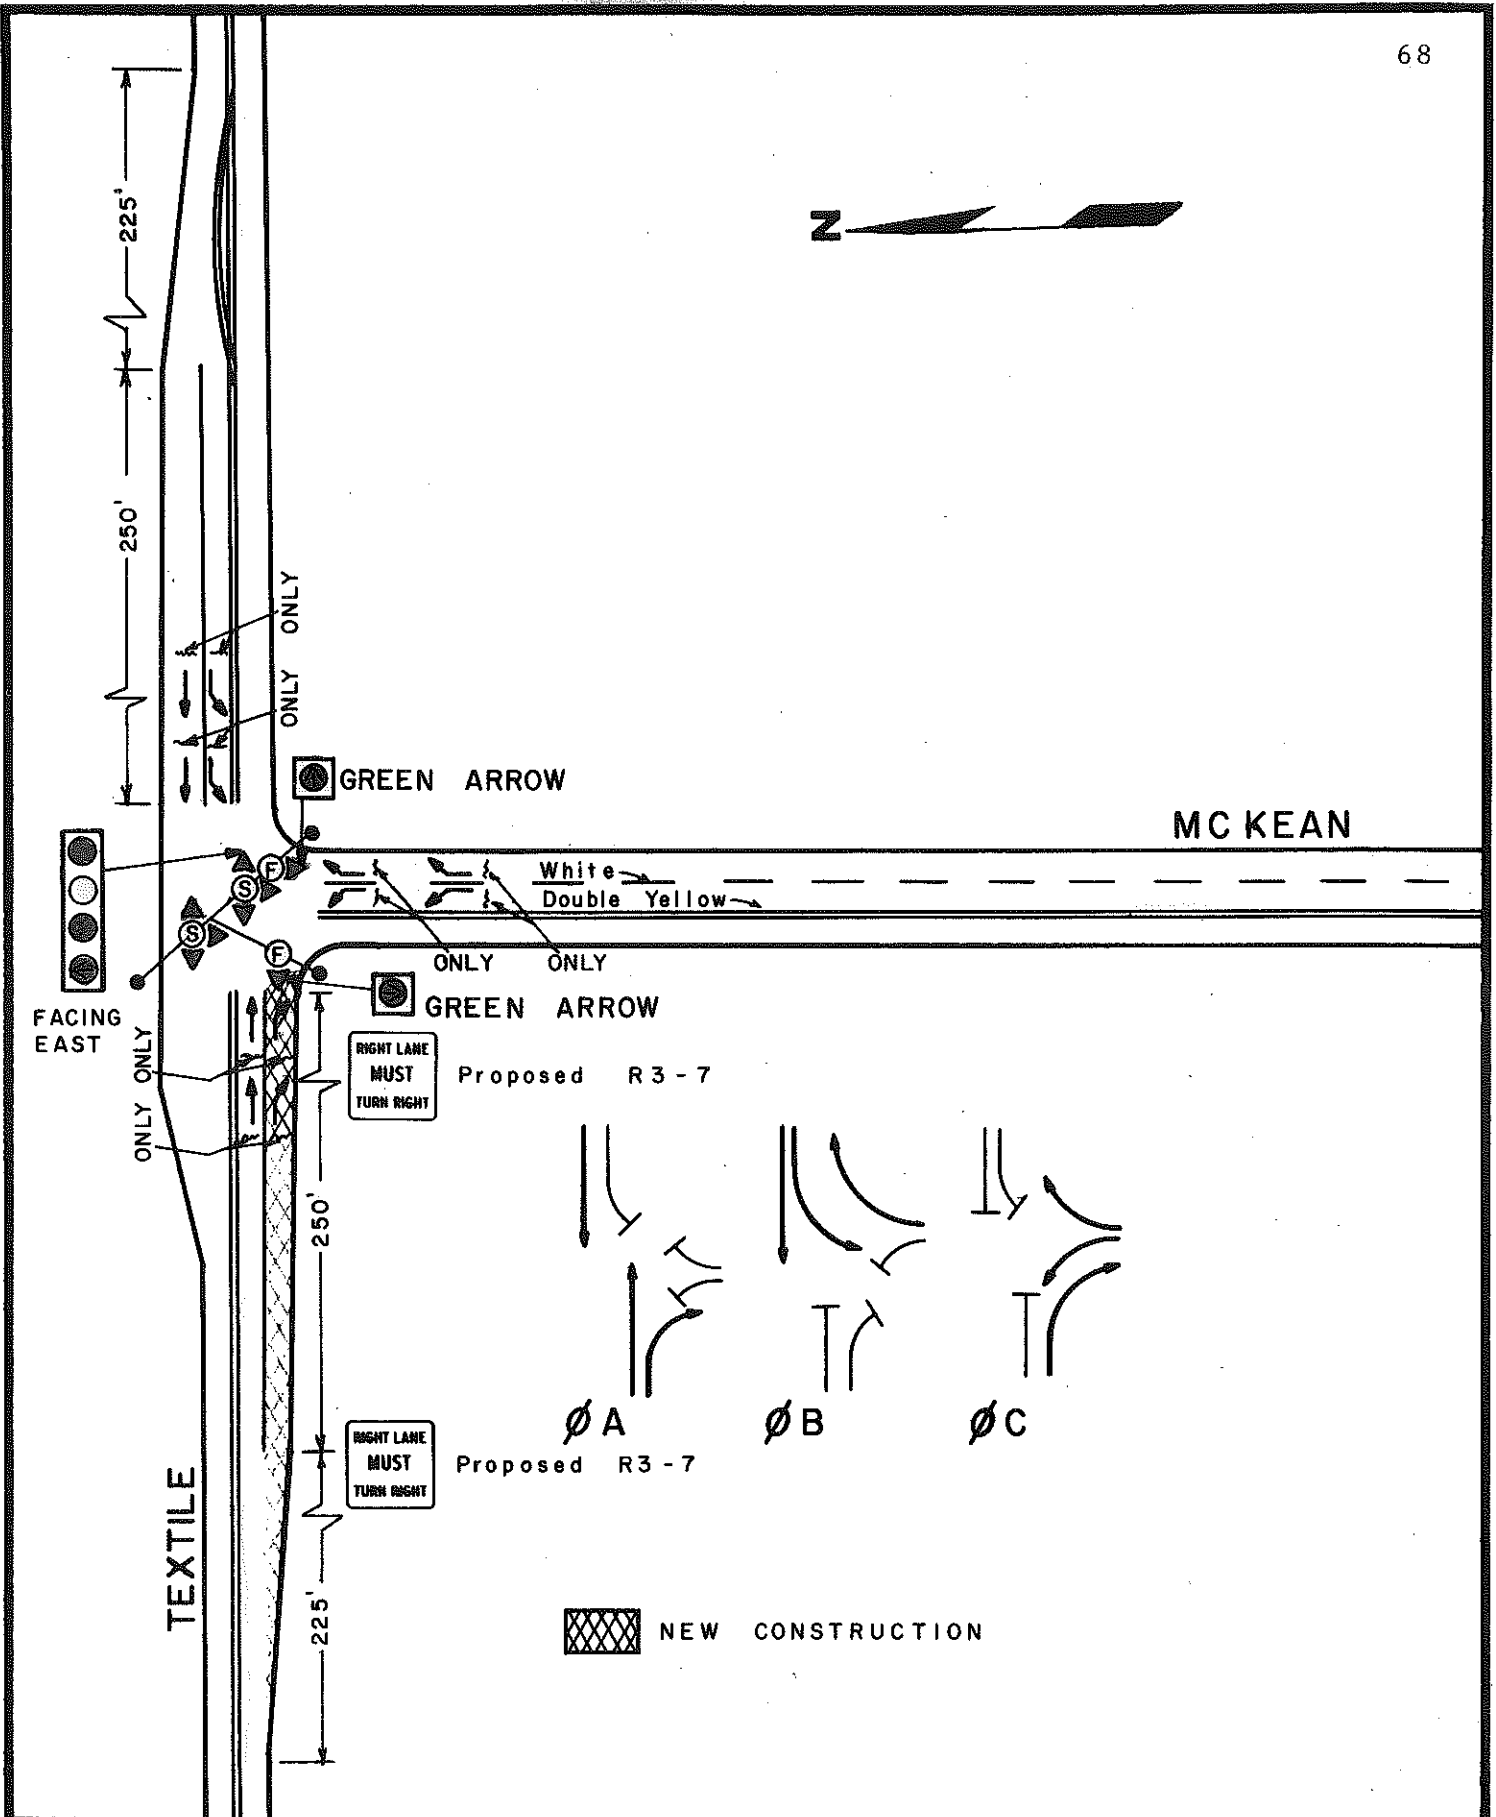 68
225'
N
250'
ONLY
ONLY
GREEN ARROW
MC KEAN
White
Double Yellow
F
S
S
F
ONLY ONLY
GREEN ARROW
FACING
EAST
ONLY
ONLY
RIGHT LANE
MUST
TURN RIGHT
Proposed R3-7
250'
ØA ØB ØC
RIGHT LANE
MUST
TURN RIGHT
Proposed R3-7
TEXTILE
225'
NEW CONSTRUCTION